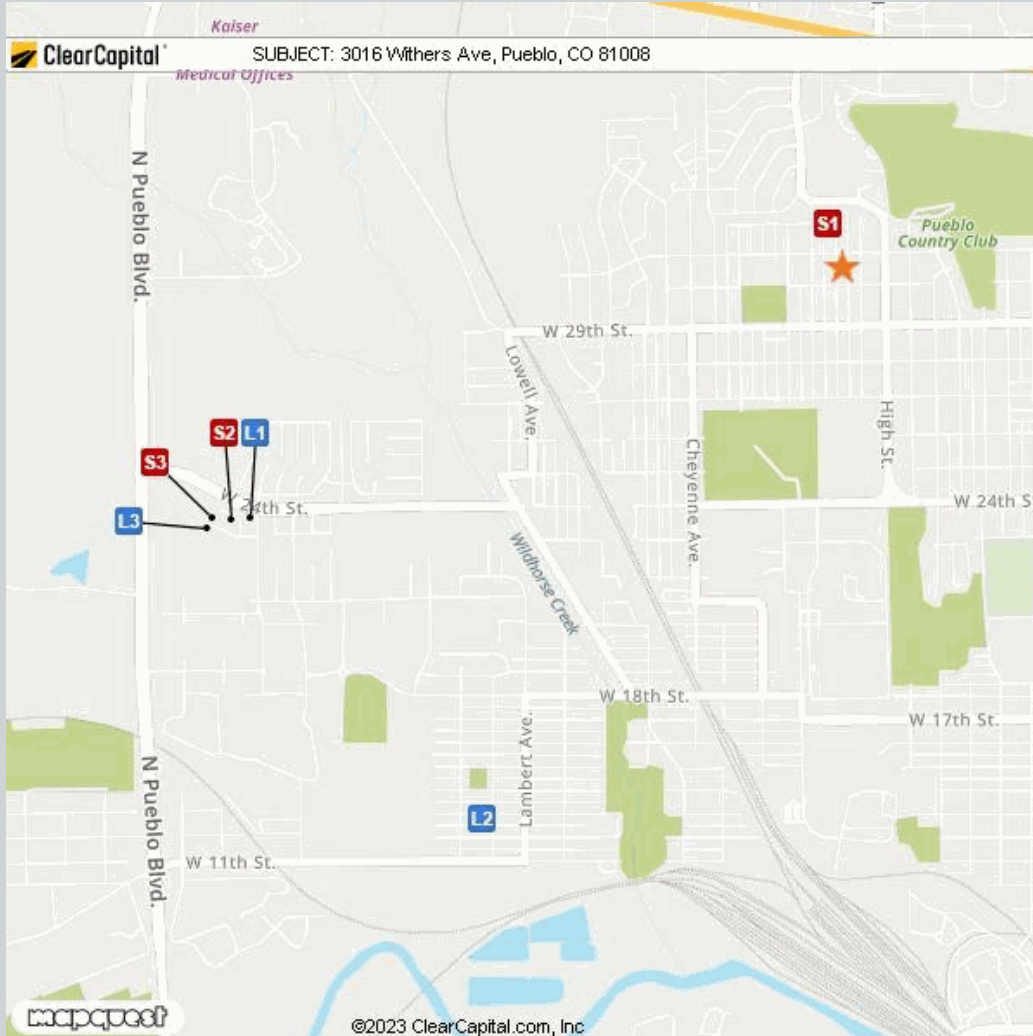 Kaiser
ClearCapital
SUBJECT: 3016 Withers Ave, Pueblo, CO 81008
Medical Offices
N Pueblo Blvd.
S1
Pueblo
Country Club
W 29th St.
Lowell Ave.
High St.
S2
L1
S3
Cheyenne Ave.
W 24th St.
W 24th S
L3
Wildhorse Creek
W 18th St.
W 17th St.
Lambert Ave.
N Pueblo Blvd.
L2
W 11th St.
mapquest
©2023 ClearCapital.com, Inc